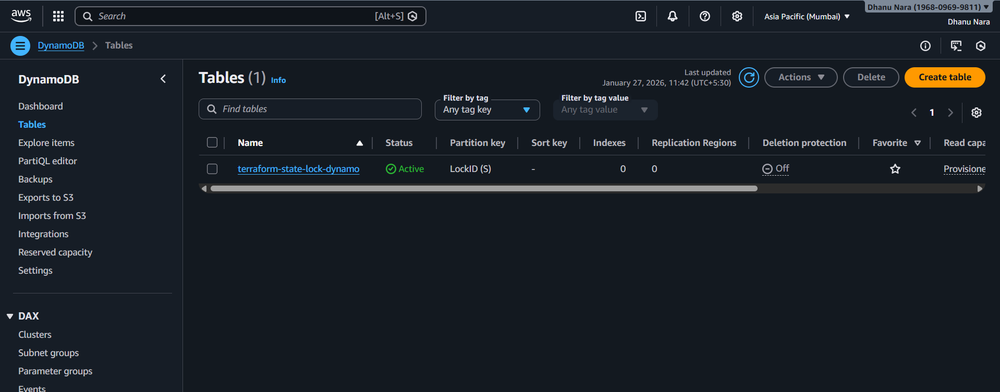 aws
Search [Alt+S]
Asia Pacific (Mumbai)
Dhanu Nara (1968-0969-9811)
Dhanu Nara
DynamoDB
Tables
DynamoDB
Dashboard
Tables
Explore items
PartiQL editor
Backups
Exports to S3
Imports from S3
Integrations
Reserved capacity
Settings
DAX
Clusters
Subnet groups
Parameter groups
Events
Tables (1) Info
Last updated
January 27, 2026, 11:42 (UTC+5:30)
Actions
Delete
Create table
Find tables
Filter by tag
Any tag key
Filter by tag value
Any tag value
1
Name Status Partition key Sort key Indexes Replication Regions Deletion protection Favorite Read capa
terraform-state-lock-dynamo Active LockID (S) - 0 0 Off Provisione